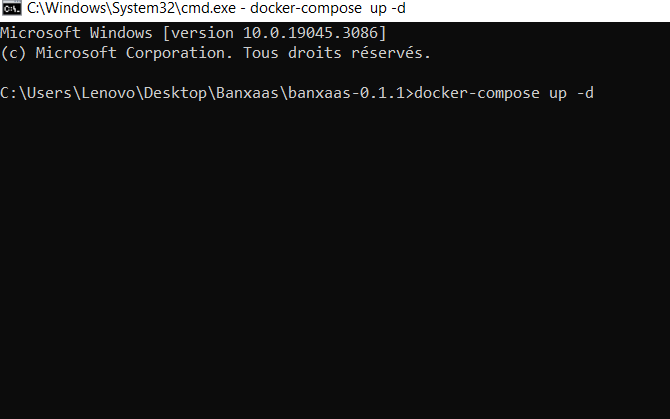 C:\Windows\System32\cmd.exe - docker-compose up -d
Microsoft Windows [version 10.0.19045.3086]
(c) Microsoft Corporation. Tous droits réservés.
C:\Users\Lenovo\Desktop\Banxaas\banxaas-0.1.1>docker-compose up -d